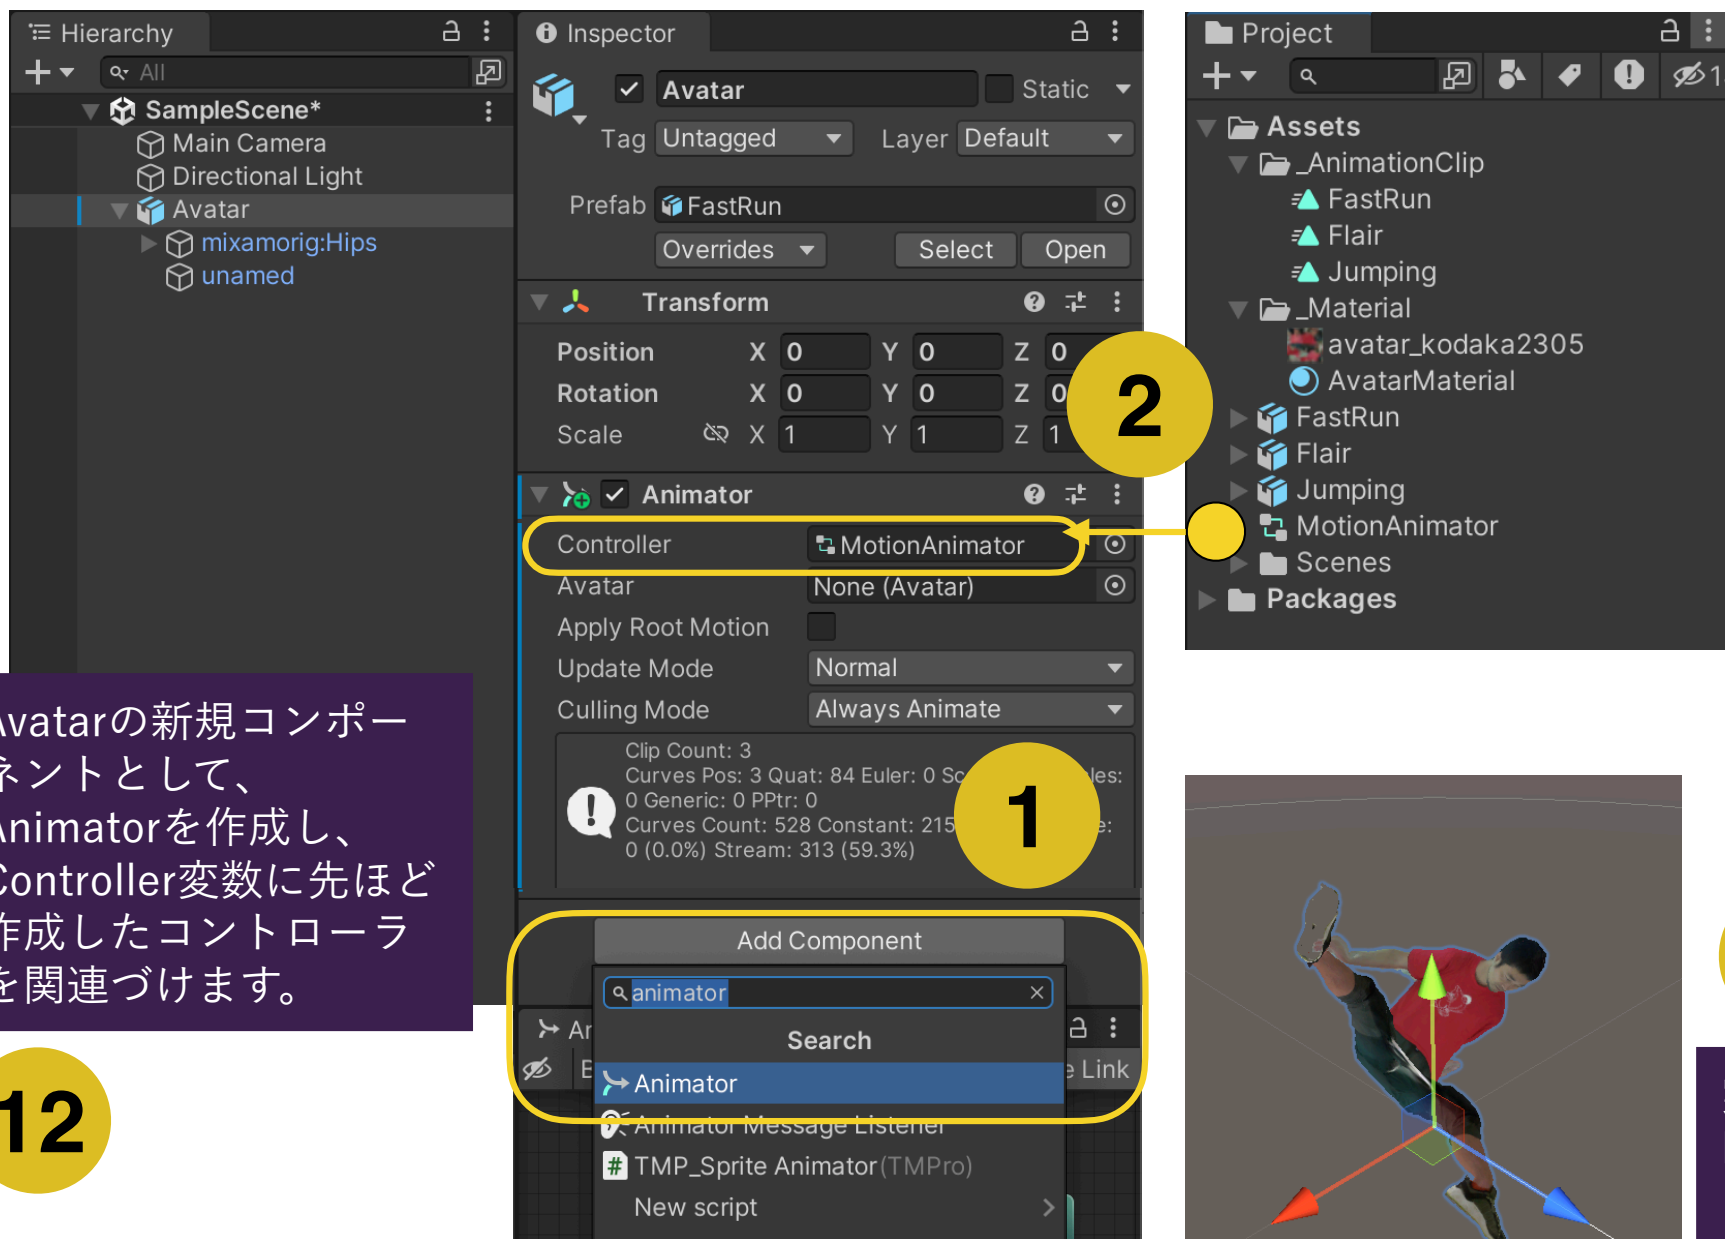 Hierarchy
All
SampleScene*
Main Camera
Directional Light
Avatar
mixamorig:Hips
unamed
Inspector
Avatar
Static
Tag Untagged Layer Default
Prefab FastRun
Overrides Select Open
Transform
Position X 0 Y 0 Z 0
Rotation X 0 Y 0 Z 0
Scale X 1 Y 1 Z 1
2
Animator
Controller MotionAnimator
Avatar None (Avatar)
Apply Root Motion
Update Mode Normal
Culling Mode Always Animate
Clip Count: 3
Curves Pos: 3 Quat: 84 Euler: 0 Sc les:
0 Generic: 0 PPtr: 0
Curves Count: 528 Constant: 215 e:
0 (0.0%) Stream: 313 (59.3%)
1
Add Component
animator
Search
Animator
Animator Message Listener
TMP_Sprite Animator (TMPro)
New script
Link
Project
1
Assets
_AnimationClip
FastRun
Flair
Jumping
_Material
avatar_kodaka2305
AvatarMaterial
FastRun
Flair
Jumping
MotionAnimator
Scenes
Packages
Avatarの新規コンポー
ネントとして、
Animatorを作成し、
Controller変数に先ほど
作成したコントローラ
を関連づけます。
12